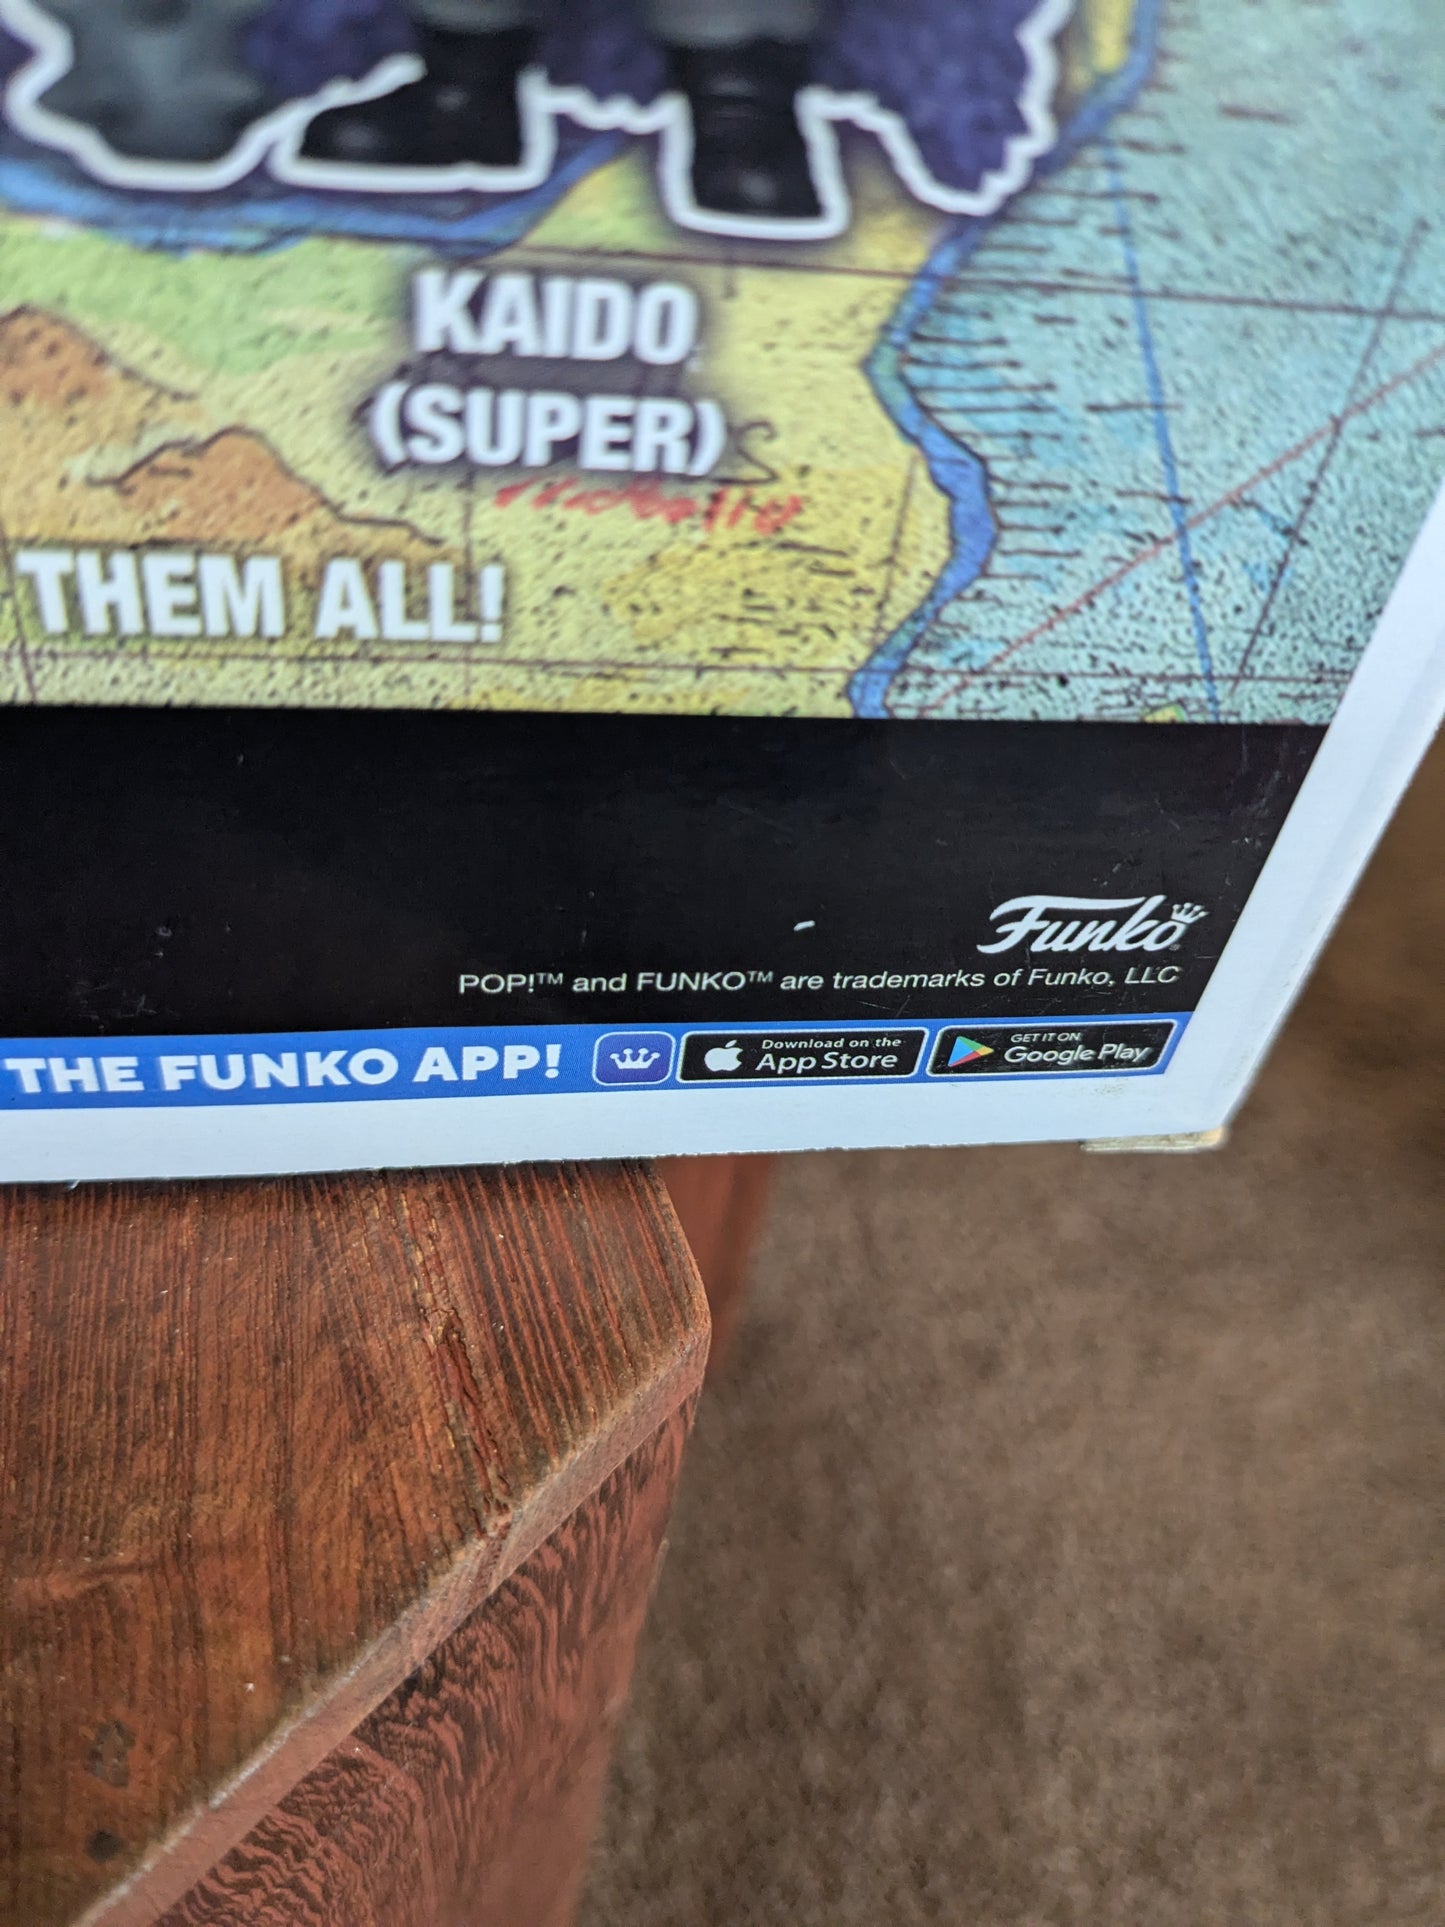 KAIDO
(SUPER)
THEM ALL!
Funko
POP!™ and FUNKO™ are trademarks of Funko, LLC
THE FUNKO APP!
Download on the
App Store
GET IT ON
Google Play